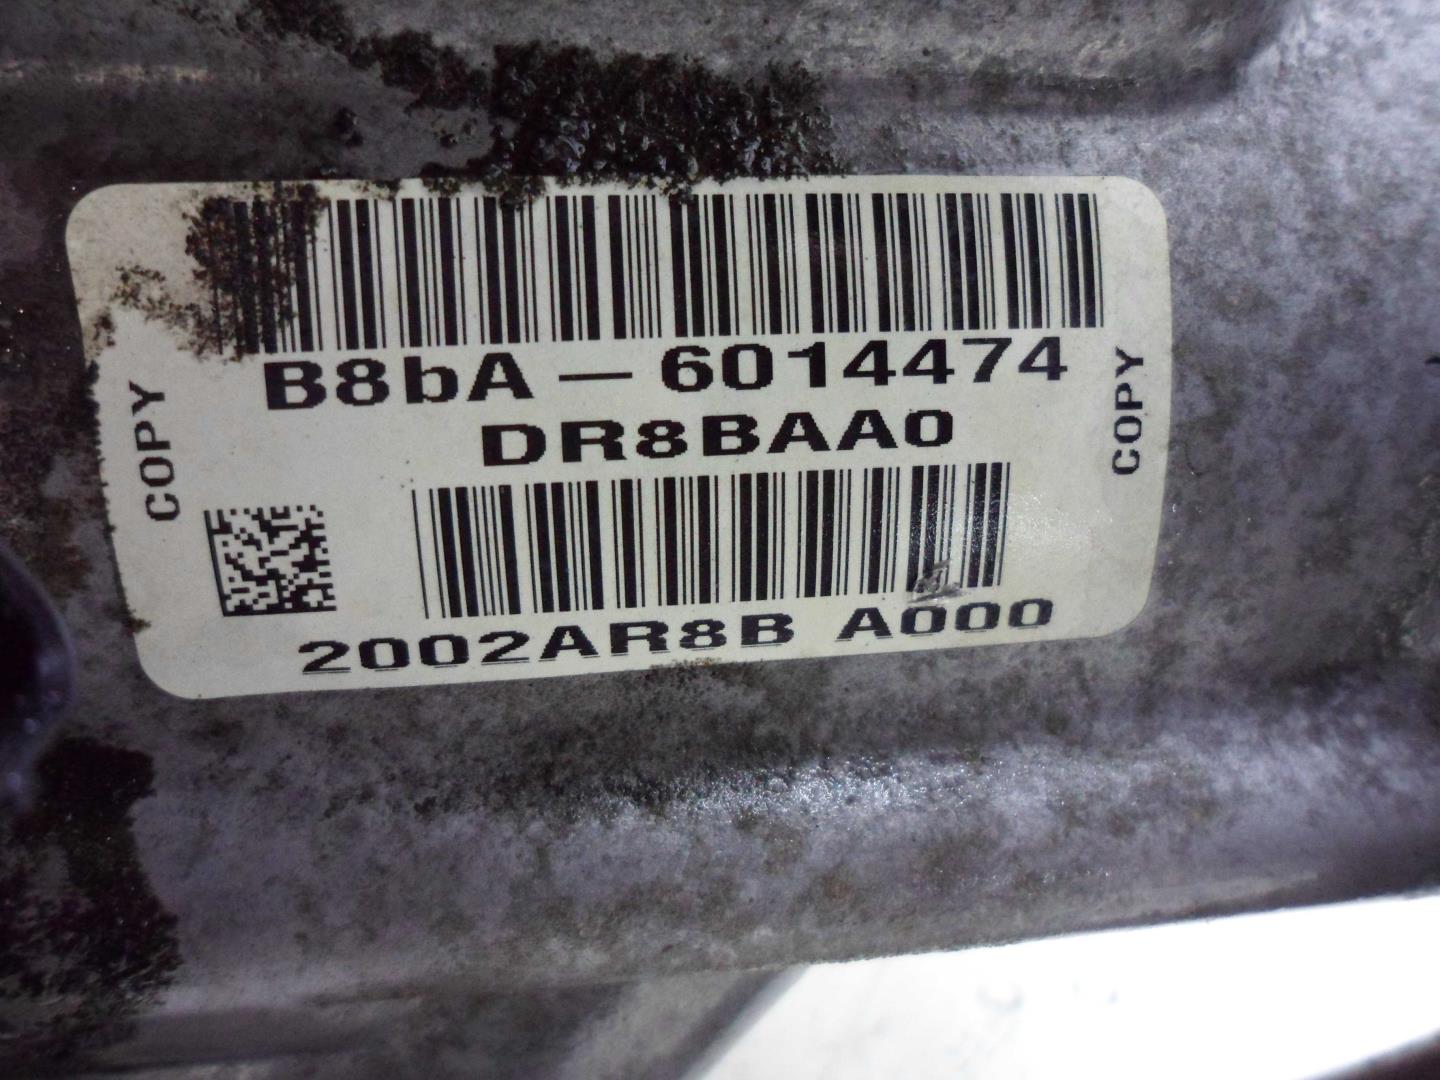 B8bA – 6014474
DR8BAA0
COPY
COPY
2002AR8B A000